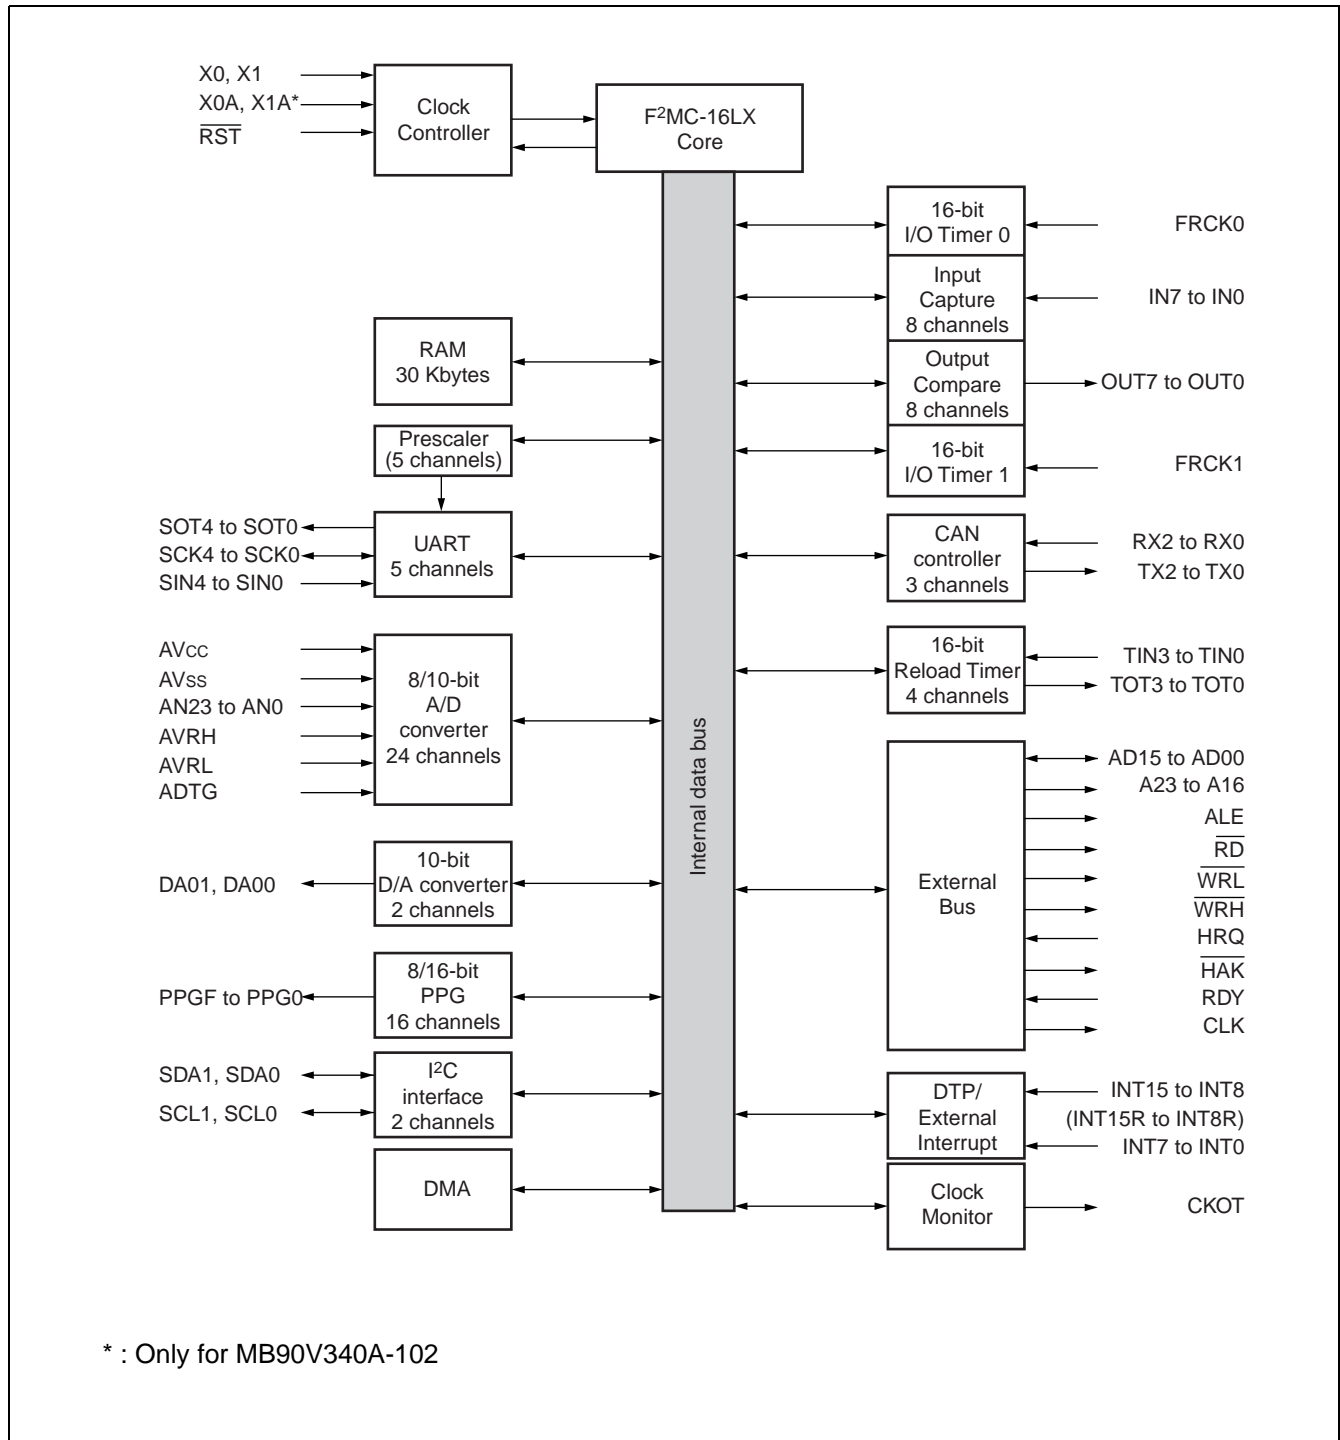 X0, X1
X0A, X1A*
RST
Clock
Controller
F²MC-16LX
Core
RAM
30 Kbytes
Prescaler
(5 channels)
SOT4 to SOT0
SCK4 to SCK0
SIN4 to SIN0
UART
5 channels
AVCC
AVSS
AN23 to AN0
AVRH
AVRL
ADTG
8/10-bit
A/D
converter
24 channels
DA01, DA00
10-bit
D/A converter
2 channels
PPGF to PPG0
8/16-bit
PPG
16 channels
SDA1, SDA0
SCL1, SCL0
I²C
interface
2 channels
DMA
Internal data bus
16-bit
I/O Timer 0
FRCK0
Input
Capture
8 channels
IN7 to IN0
Output
Compare
8 channels
OUT7 to OUT0
16-bit
I/O Timer 1
FRCK1
CAN
controller
3 channels
RX2 to RX0
TX2 to TX0
16-bit
Reload Timer
4 channels
TIN3 to TIN0
TOT3 to TOT0
External
Bus
AD15 to AD00
A23 to A16
ALE
RD
WRL
WRH
HRQ
HAK
RDY
CLK
DTP/
External
Interrupt
INT15 to INT8
(INT15R to INT8R)
INT7 to INT0
Clock
Monitor
CKOT
* : Only for MB90V340A-102